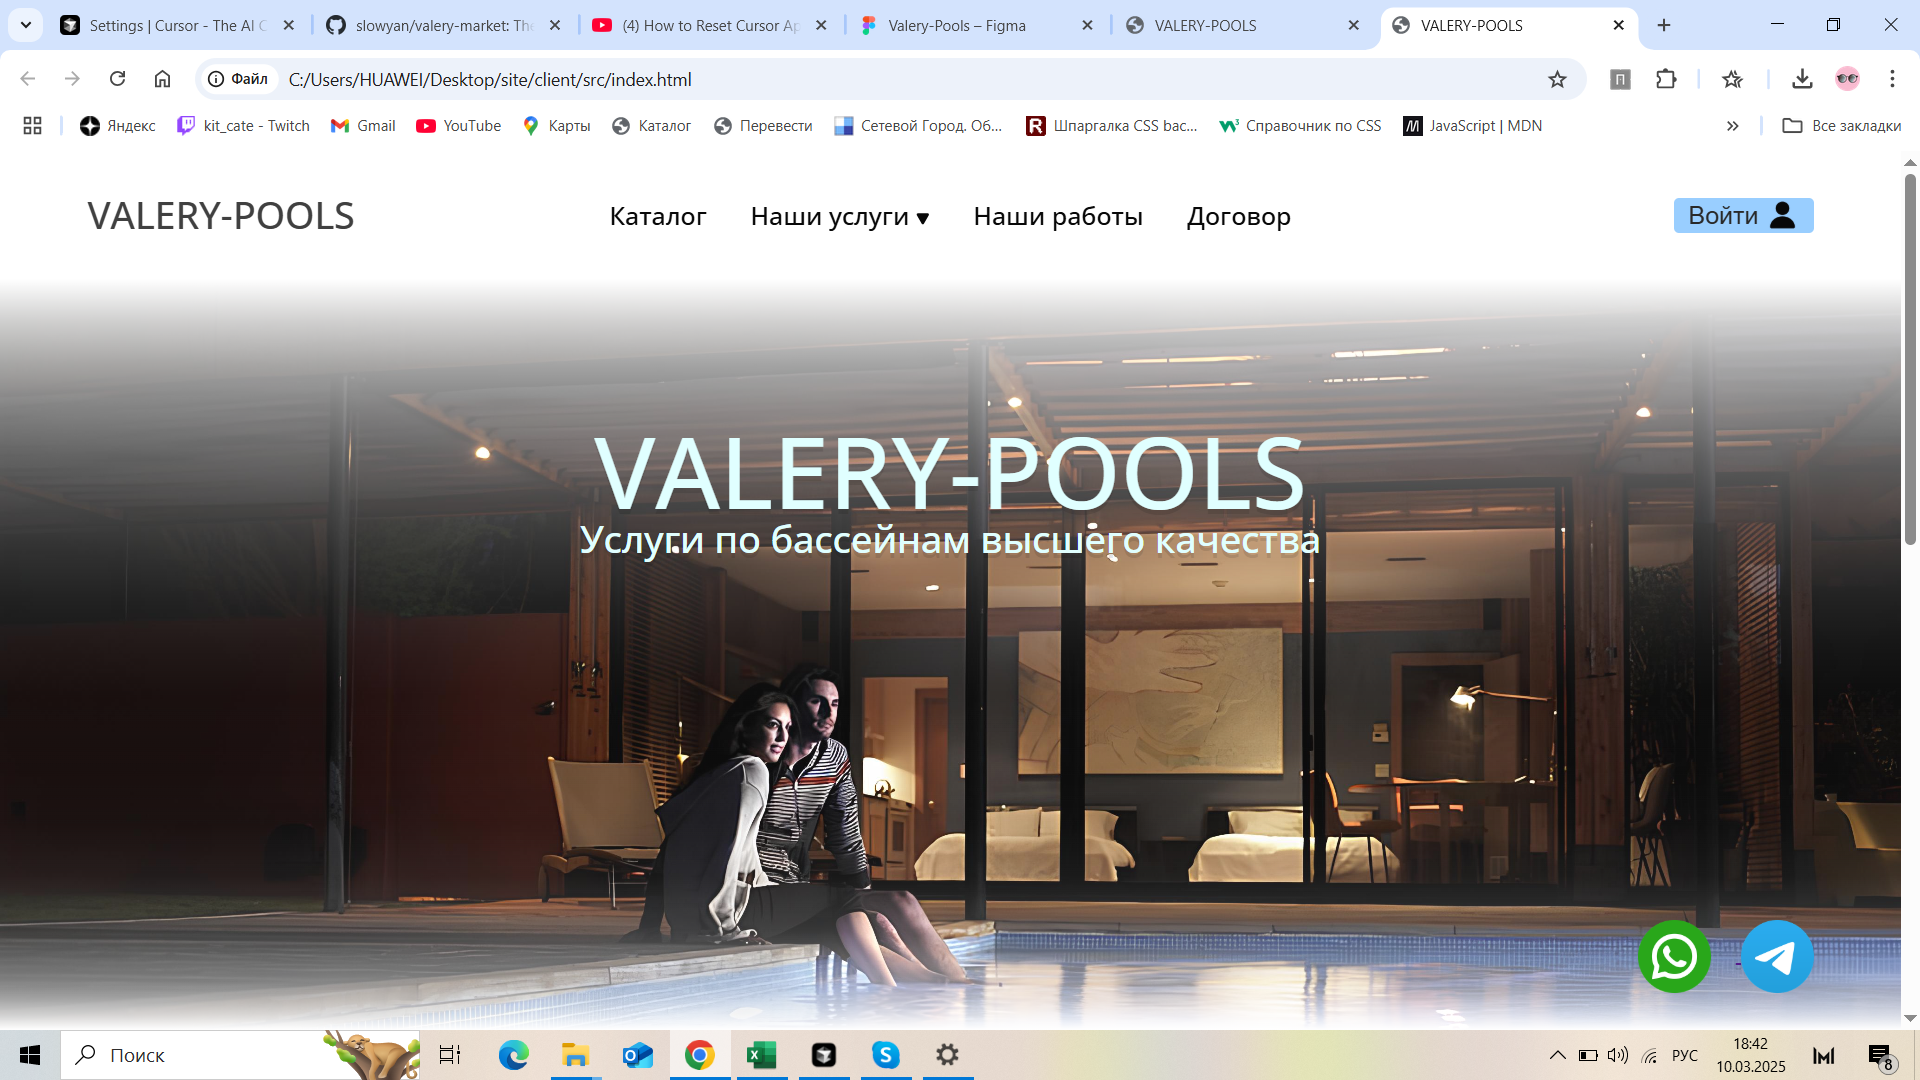 Settings | Cursor - The AI C
slowyan/valery-market: The
(4) How to Reset Cursor Ap
Valery-Pools – Figma
VALERY-POOLS
VALERY-POOLS
Файл
C:/Users/HUAWEI/Desktop/site/client/src/index.html
Яндекс
kit_cate - Twitch
Gmail
YouTube
Карты
Каталог
Перевести
Сетевой Город. Об...
Шпаргалка CSS bac...
Справочник по CSS
JavaScript | MDN
Все закладки
VALERY-POOLS
Каталог
Наши услуги ▾
Наши работы
Договор
Войти
VALERY-POOLS
Услуги по бассейнам высшего качества
Поиск
РУС
18:42
10.03.2025
8